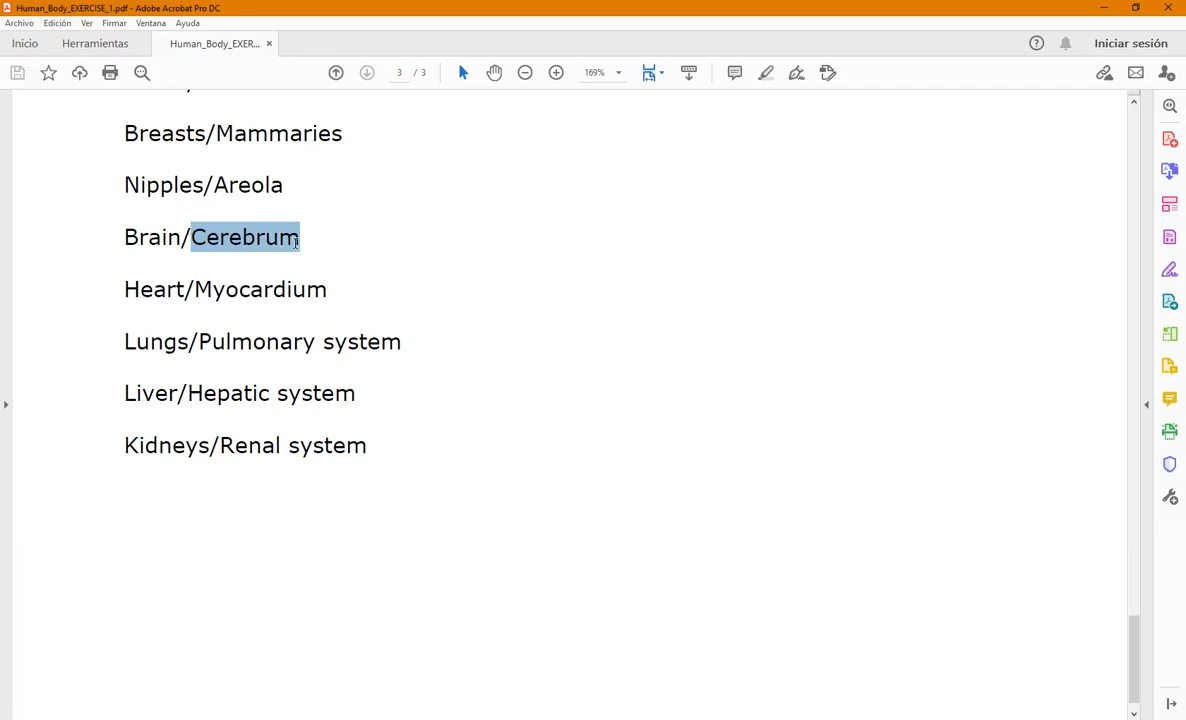 Human_Body_EXERCISE_1.pdf - Adobe Acrobat Pro DC
Archivo Edición Ver Firmar Ventana Ayuda
Inicio Herramientas Human_Body_EXER... Iniciar sesión
3 / 3 169%
Breasts/Mammaries
Nipples/Areola
Brain/Cerebrum
Heart/Myocardium
Lungs/Pulmonary system
Liver/Hepatic system
Kidneys/Renal system